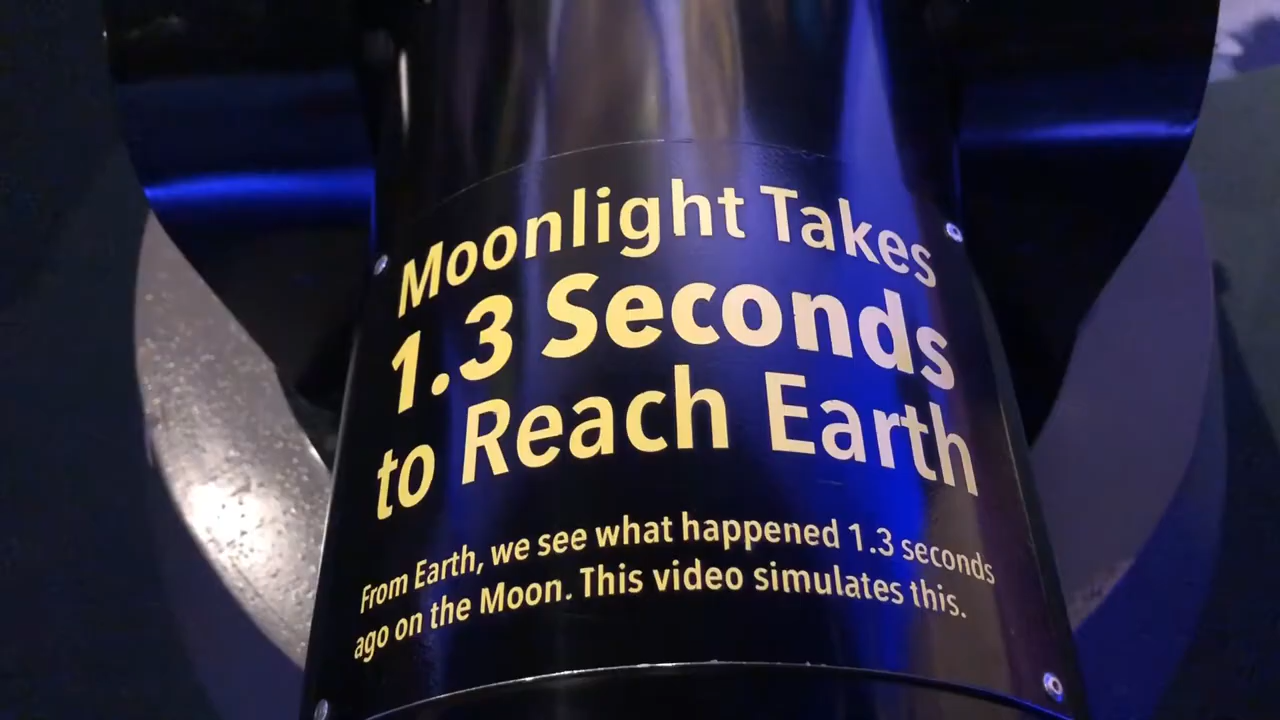 Moonlight Takes
1.3 Seconds
to Reach Earth
From Earth, we see what happened 1.3 seconds
ago on the Moon. This video simulates this.